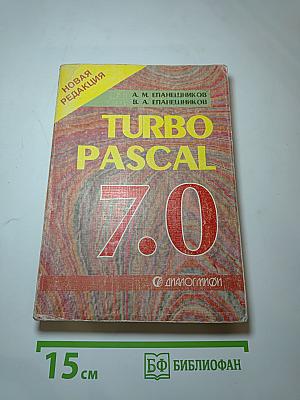 НОВАЯ
РЕДАКЦИЯ
А. М. ЕПАНЕШНИКОВ
В. А. ЕПАНЕШНИКОВ
TURBO
PASCAL
7.0
ДИАЛОГ МИФИ
15 см
БФ БИБЛИОФАН